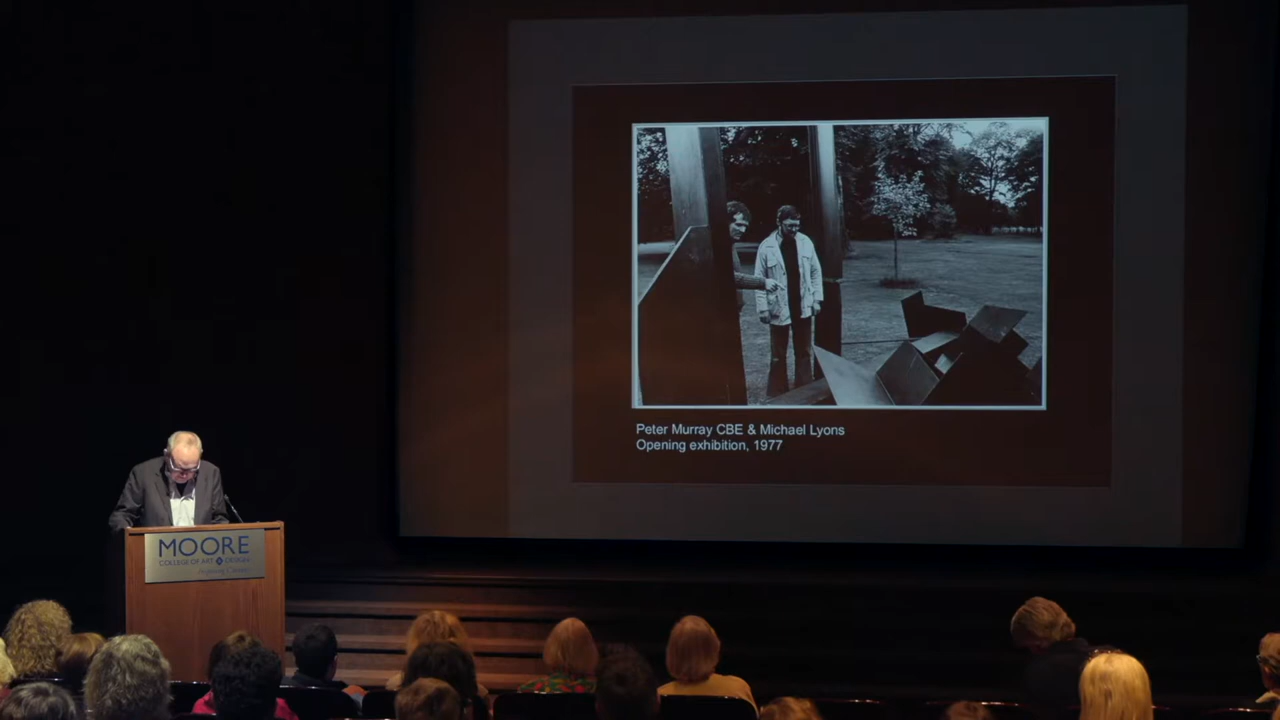 Peter Murray CBE & Michael Lyons
Opening exhibition, 1977
MOORE
COLLEGE OF ART & DESIGN